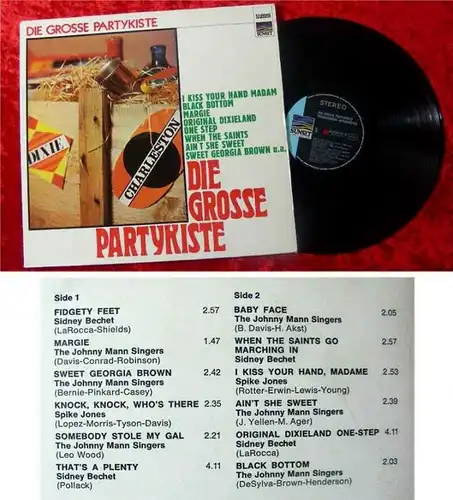 DIE GROSSE PARTYKISTE
SUNSET
I KISS YOUR HAND MADAM
BLACK BOTTOM
MARGIE
ORIGINAL DIXIELAND
ONE STEP
WHEN THE SAINTS
AIN'T SHE SWEET
SWEET GEORGIA BROWN u.a.
DIXIE
CHARLESTON
DIE
GROSSE
PARTYKISTE
STEREO
SUNSET
Side 1
FIDGETY FEET 2.57
Sidney Bechet
(LaRocca-Shields)
MARGIE 1.47
The Johnny Mann Singers
(Davis-Conrad-Robinson)
SWEET GEORGIA BROWN 2.42
The Johnny Mann Singers
(Bernie-Pinkard-Casey)
KNOCK, KNOCK, WHO'S THERE 2.35
Spike Jones
(Lopez-Morris-Tyson-Davis)
SOMEBODY STOLE MY GAL 2.21
The Johnny Mann Singers
(Leo Wood)
THAT'S A PLENTY 4.11
Sidney Bechet
(Pollack)
Side 2
BABY FACE 2.05
The Johnny Mann Singers
(B. Davis-H. Akst)
WHEN THE SAINTS GO 2.57
MARCHING IN
Sidney Bechet
I KISS YOUR HAND, MADAME 2.53
Spike Jones
(Rotter-Erwin-Lewis-Young)
AIN'T SHE SWEET 2.39
The Johnny Mann Singers
(J. Yellen-M. Ager)
ORIGINAL DIXIELAND ONE-STEP 4.11
Sidney Bechet
(LaRocca)
BLACK BOTTOM 2.03
The Johnny Mann Singers
(DeSylva-Brown-Henderson)